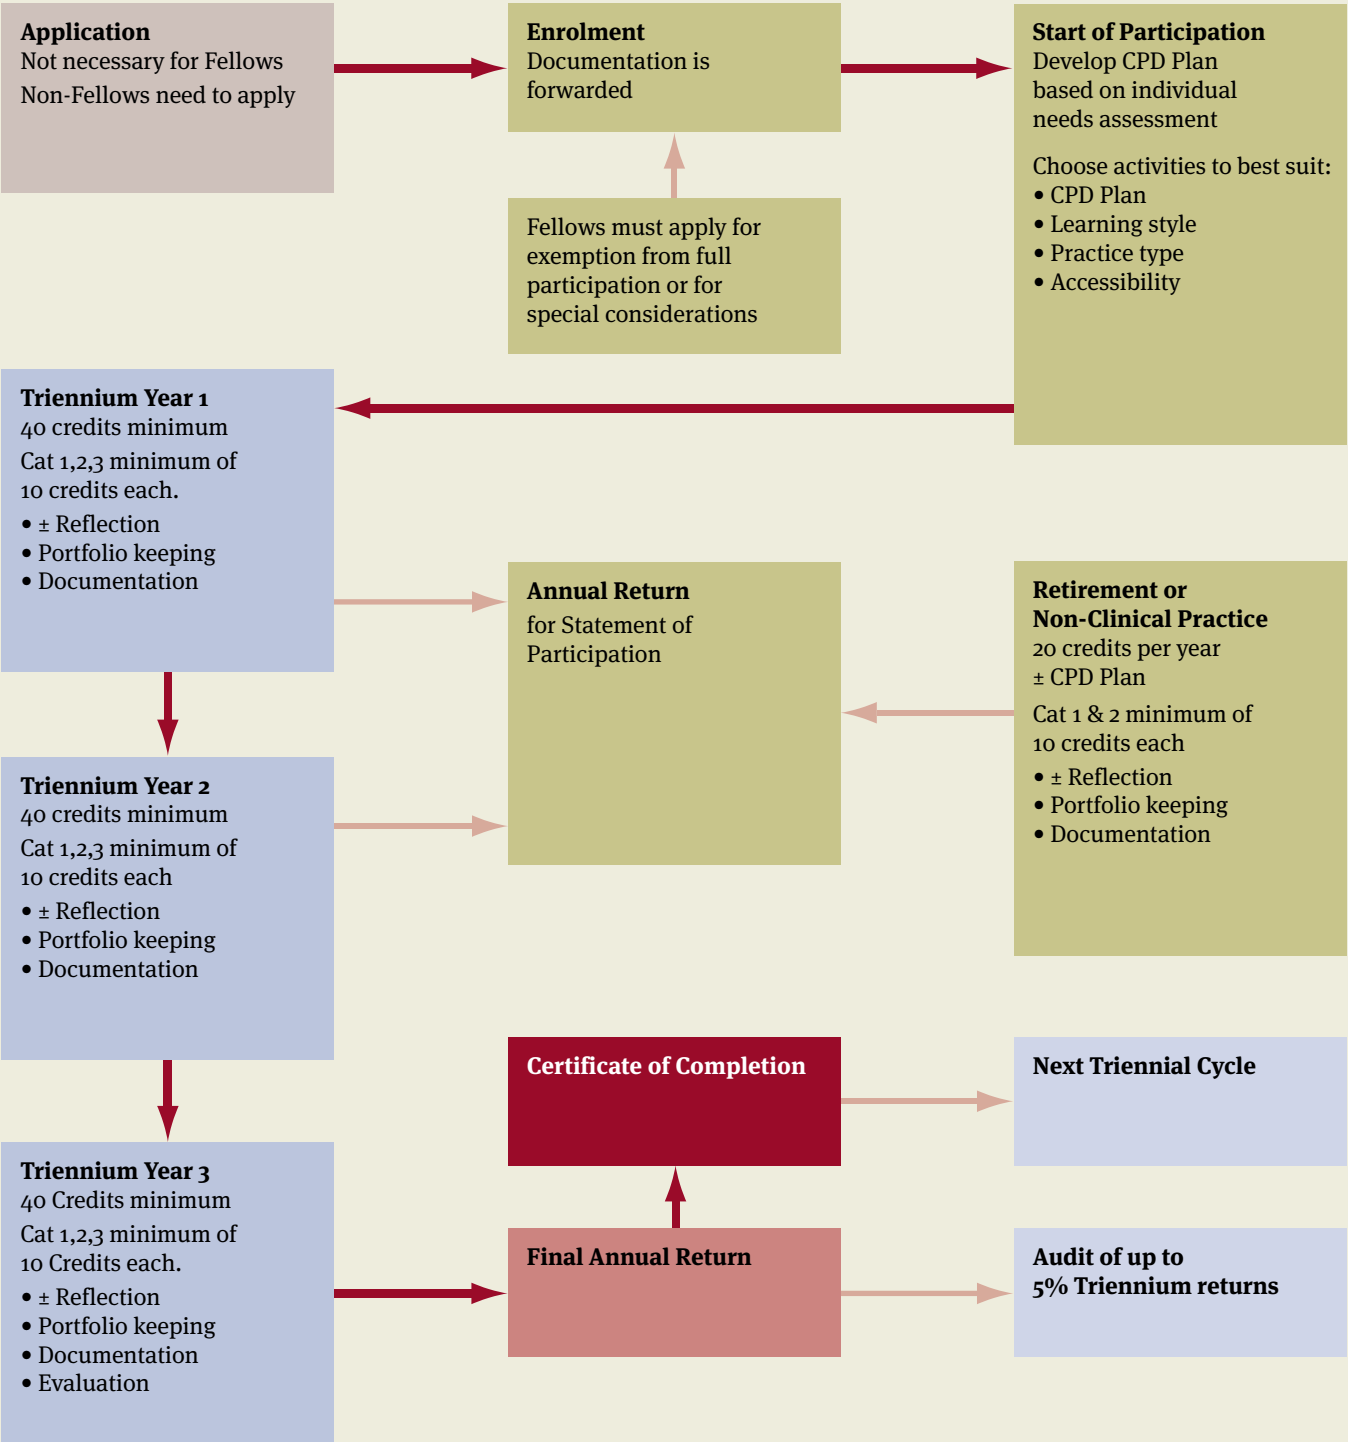 Application
Not necessary for Fellows
Non-Fellows need to apply
Enrolment
Documentation is
forwarded
Start of Participation
Develop CPD Plan
based on individual
needs assessment
Choose activities to best suit:
• CPD Plan
• Learning style
• Practice type
• Accessibility
Fellows must apply for
exemption from full
participation or for
special considerations
Triennium Year 1
40 credits minimum
Cat 1,2,3 minimum of
10 credits each.
• ± Reflection
• Portfolio keeping
• Documentation
Annual Return
for Statement of
Participation
Retirement or
Non-Clinical Practice
20 credits per year
± CPD Plan
Cat 1 & 2 minimum of
10 credits each
• ± Reflection
• Portfolio keeping
• Documentation
Triennium Year 2
40 credits minimum
Cat 1,2,3 minimum of
10 credits each
• ± Reflection
• Portfolio keeping
• Documentation
Certificate of Completion
Next Triennial Cycle
Triennium Year 3
40 Credits minimum
Cat 1,2,3 minimum of
10 Credits each.
• ± Reflection
• Portfolio keeping
• Documentation
• Evaluation
Final Annual Return
Audit of up to
5% Triennium returns